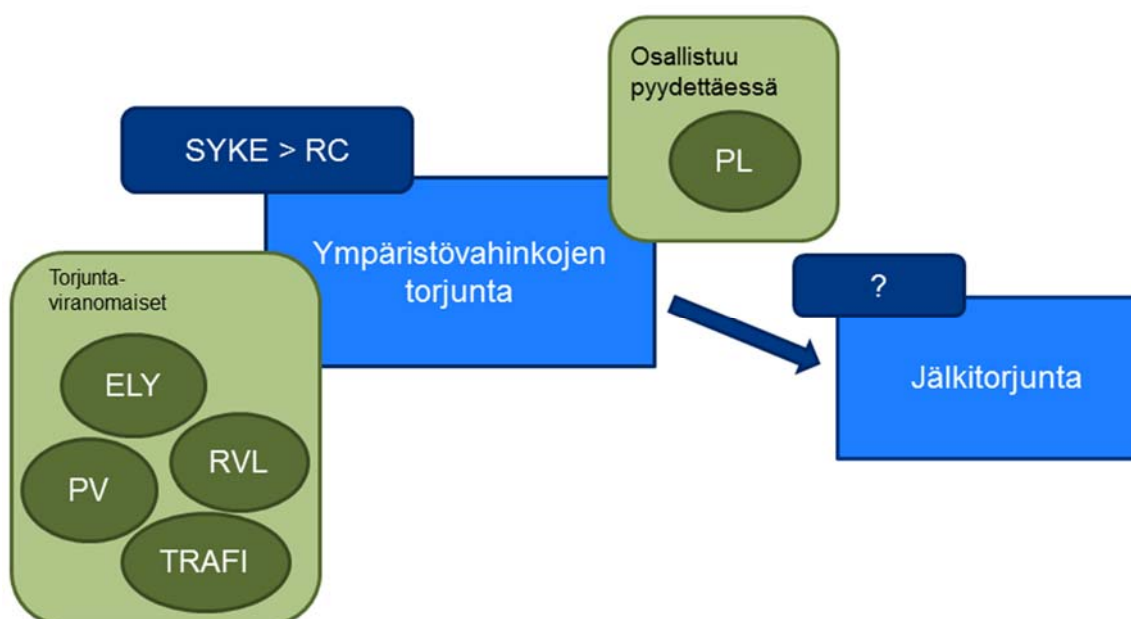 Osallistuu
pyydettäessä
PL
SYKE > RC
Ympäristövahinkojen
torjunta
Torjunta-
viranomaiset
ELY
RVL
PV
TRAFI
?
Jälkitorjunta